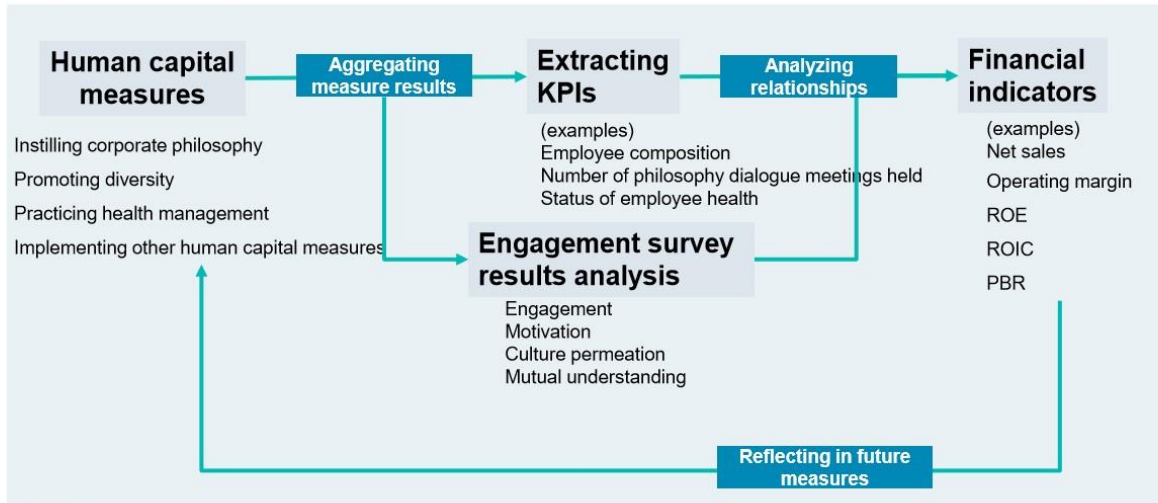 Human capital
measures
Instilling corporate philosophy
Promoting diversity
Practicing health management
Implementing other human capital measures
Aggregating
measure results
Extracting
KPIs
(examples)
Employee composition
Number of philosophy dialogue meetings held
Status of employee health
Engagement survey
results analysis
Engagement
Motivation
Culture permeation
Mutual understanding
Analyzing
relationships
Financial
indicators
(examples)
Net sales
Operating margin
ROE
ROIC
PBR
Reflecting in future
measures